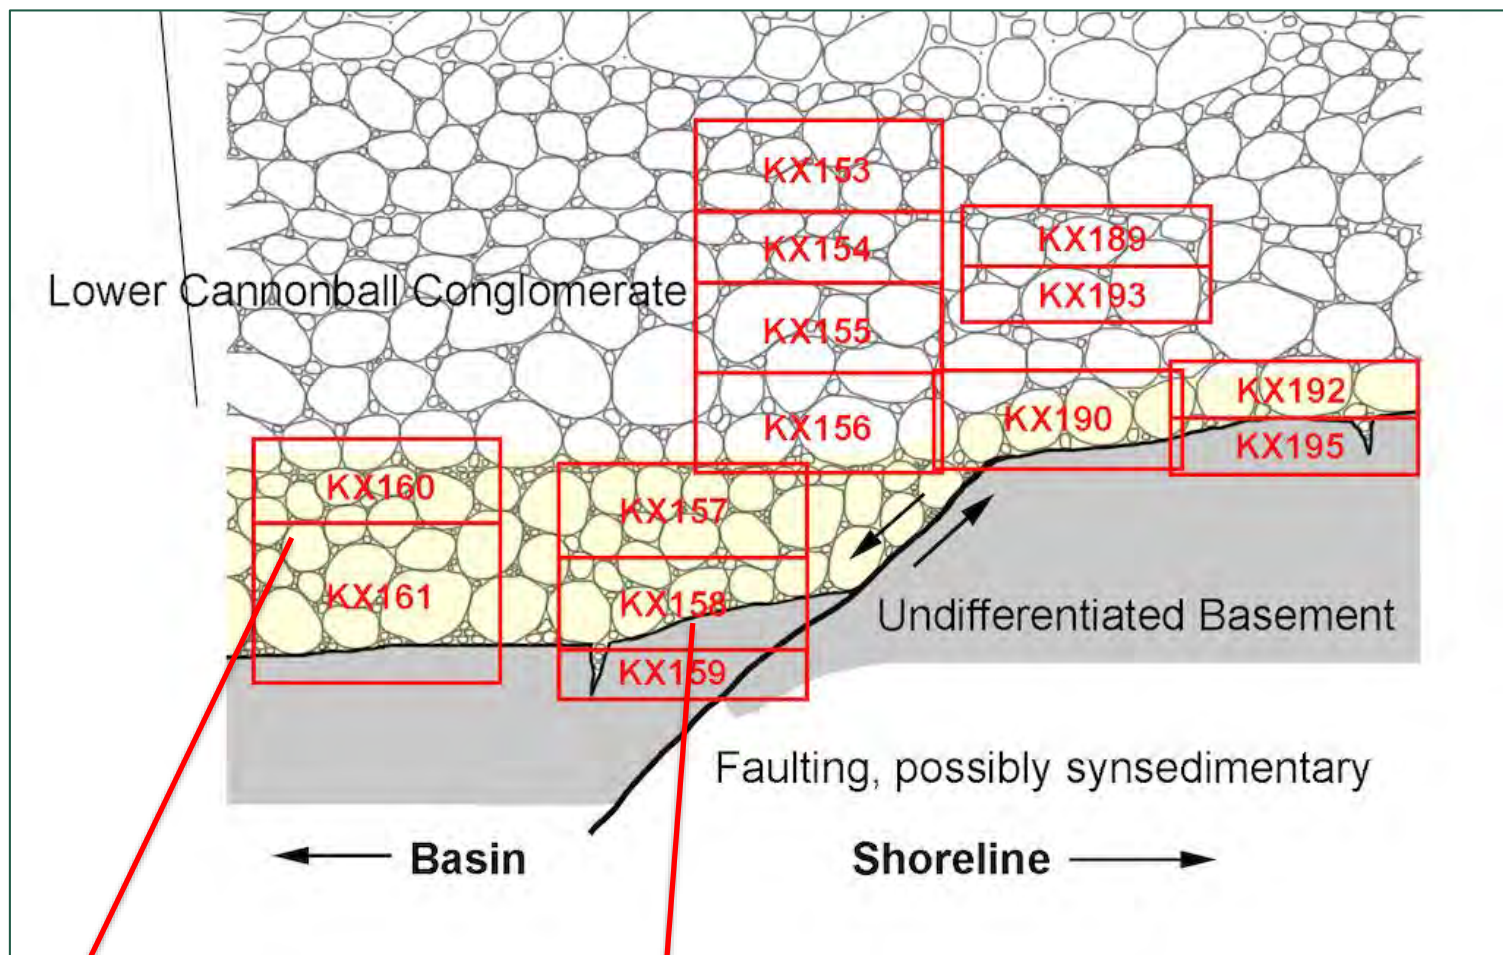 KX153
KX154
KX189
Lower Cannonball Conglomerate
KX193
KX155
KX192
KX190
KX156
KX195
KX160
KX157
KX161
KX158
Undifferentiated Basement
KX159
Faulting, possibly synsedimentary
Basin
Shoreline